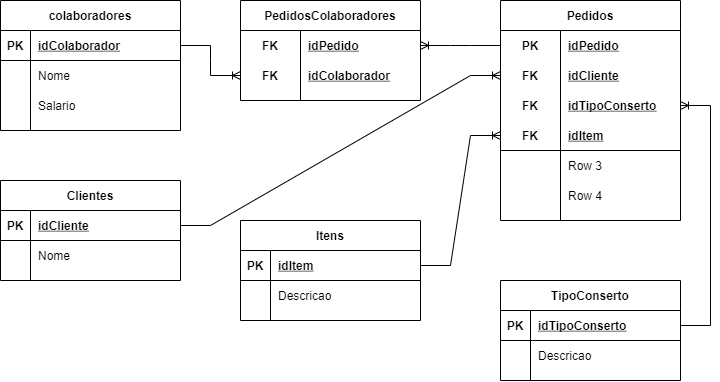 colaboradores
PK idColaborador
Nome
Salario
PedidosColaboradores
FK idPedido
FK idColaborador
Pedidos
PK idPedido
FK idCliente
FK idTipoConserto
FK idItem
Row 3
Row 4
Clientes
PK idCliente
Nome
Itens
PK idItem
Descricao
TipoConserto
PK idTipoConserto
Descricao